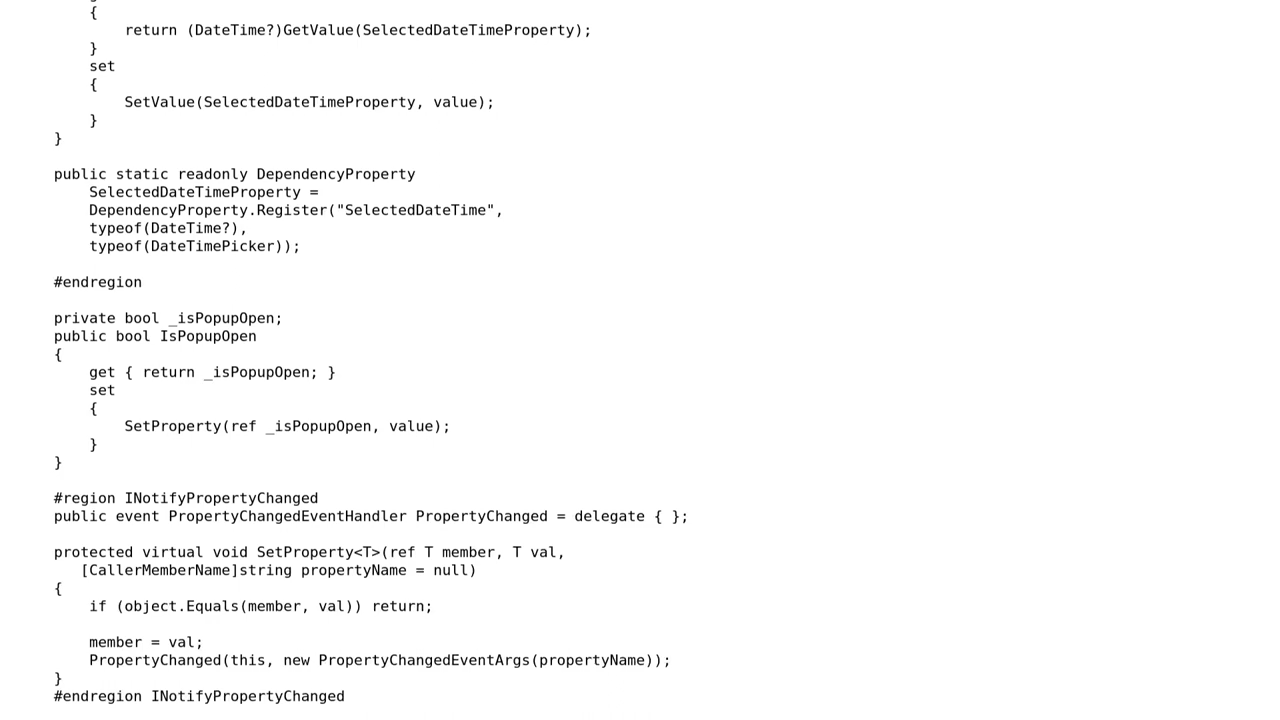 {
return (DateTime?)GetValue(SelectedDateTimeProperty);
}
set
{
SetValue(SelectedDateTimeProperty, value);
}
}
public static readonly DependencyProperty
SelectedDateTimeProperty =
DependencyProperty.Register("SelectedDateTime",
typeof(DateTime?),
typeof(DateTimePicker));
#endregion
private bool _isPopupOpen;
public bool IsPopupOpen
{
get { return _isPopupOpen; }
set
{
SetProperty(ref _isPopupOpen, value);
}
}
#region INotifyPropertyChanged
public event PropertyChangedEventHandler PropertyChanged = delegate { };
protected virtual void SetProperty<T>(ref T member, T val,
[CallerMemberName]string propertyName = null)
{
if (object.Equals(member, val)) return;
member = val;
PropertyChanged(this, new PropertyChangedEventArgs(propertyName));
}
#endregion INotifyPropertyChanged